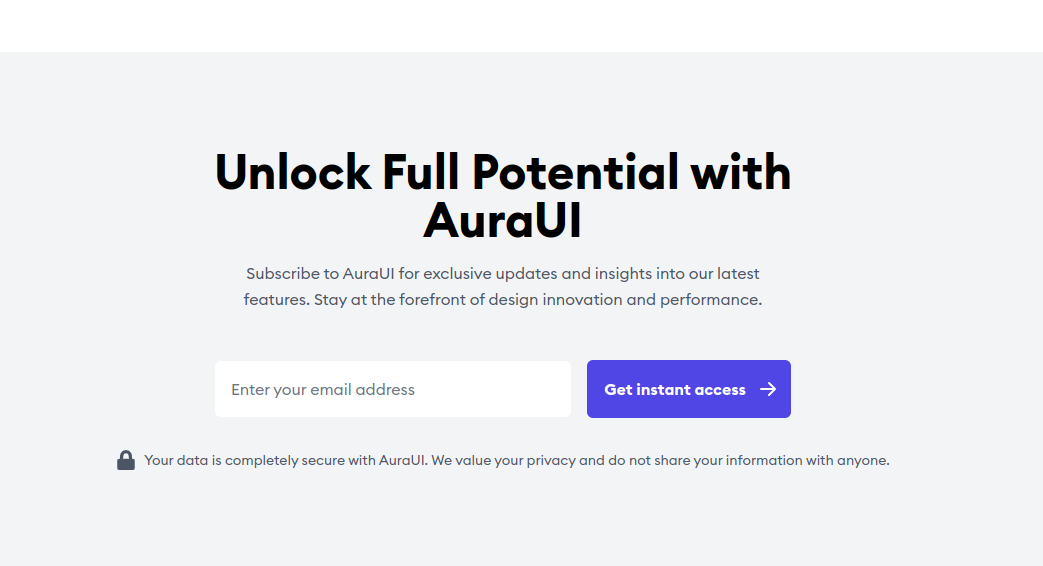 Unlock Full Potential with
AuraUI
Subscribe to AuraUI for exclusive updates and insights into our latest
features. Stay at the forefront of design innovation and performance.
Enter your email address
Get instant access
Your data is completely secure with AuraUI. We value your privacy and do not share your information with anyone.